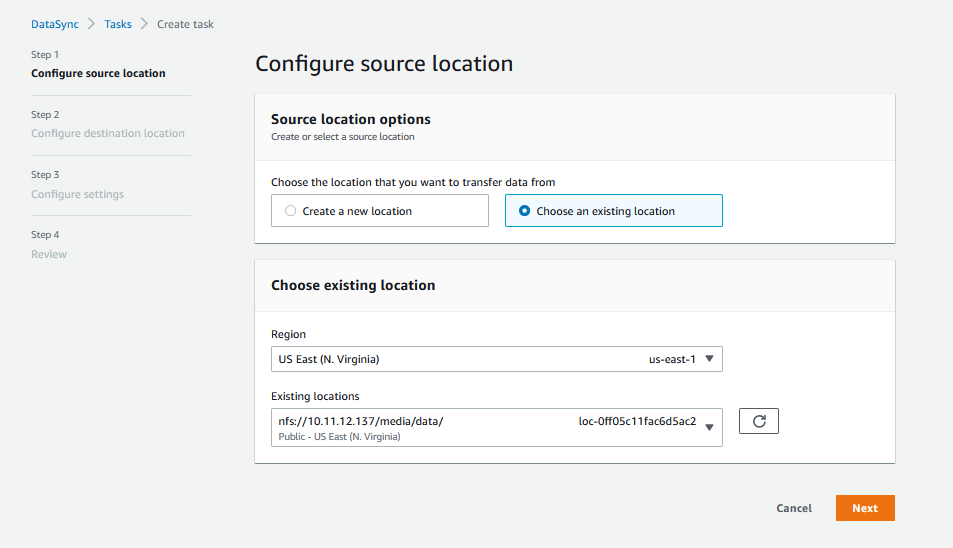 DataSync > Tasks > Create task
Step 1
Configure source location
Step 2
Configure destination location
Step 3
Configure settings
Step 4
Review
Configure source location
Source location options
Create or select a source location
Choose the location that you want to transfer data from
Create a new location
Choose an existing location
Choose existing location
Region
US East (N. Virginia) us-east-1
Existing locations
nfs://10.11.12.137/media/data/ loc-0ff05c11fac6d5ac2
Public - US East (N. Virginia)
Cancel Next